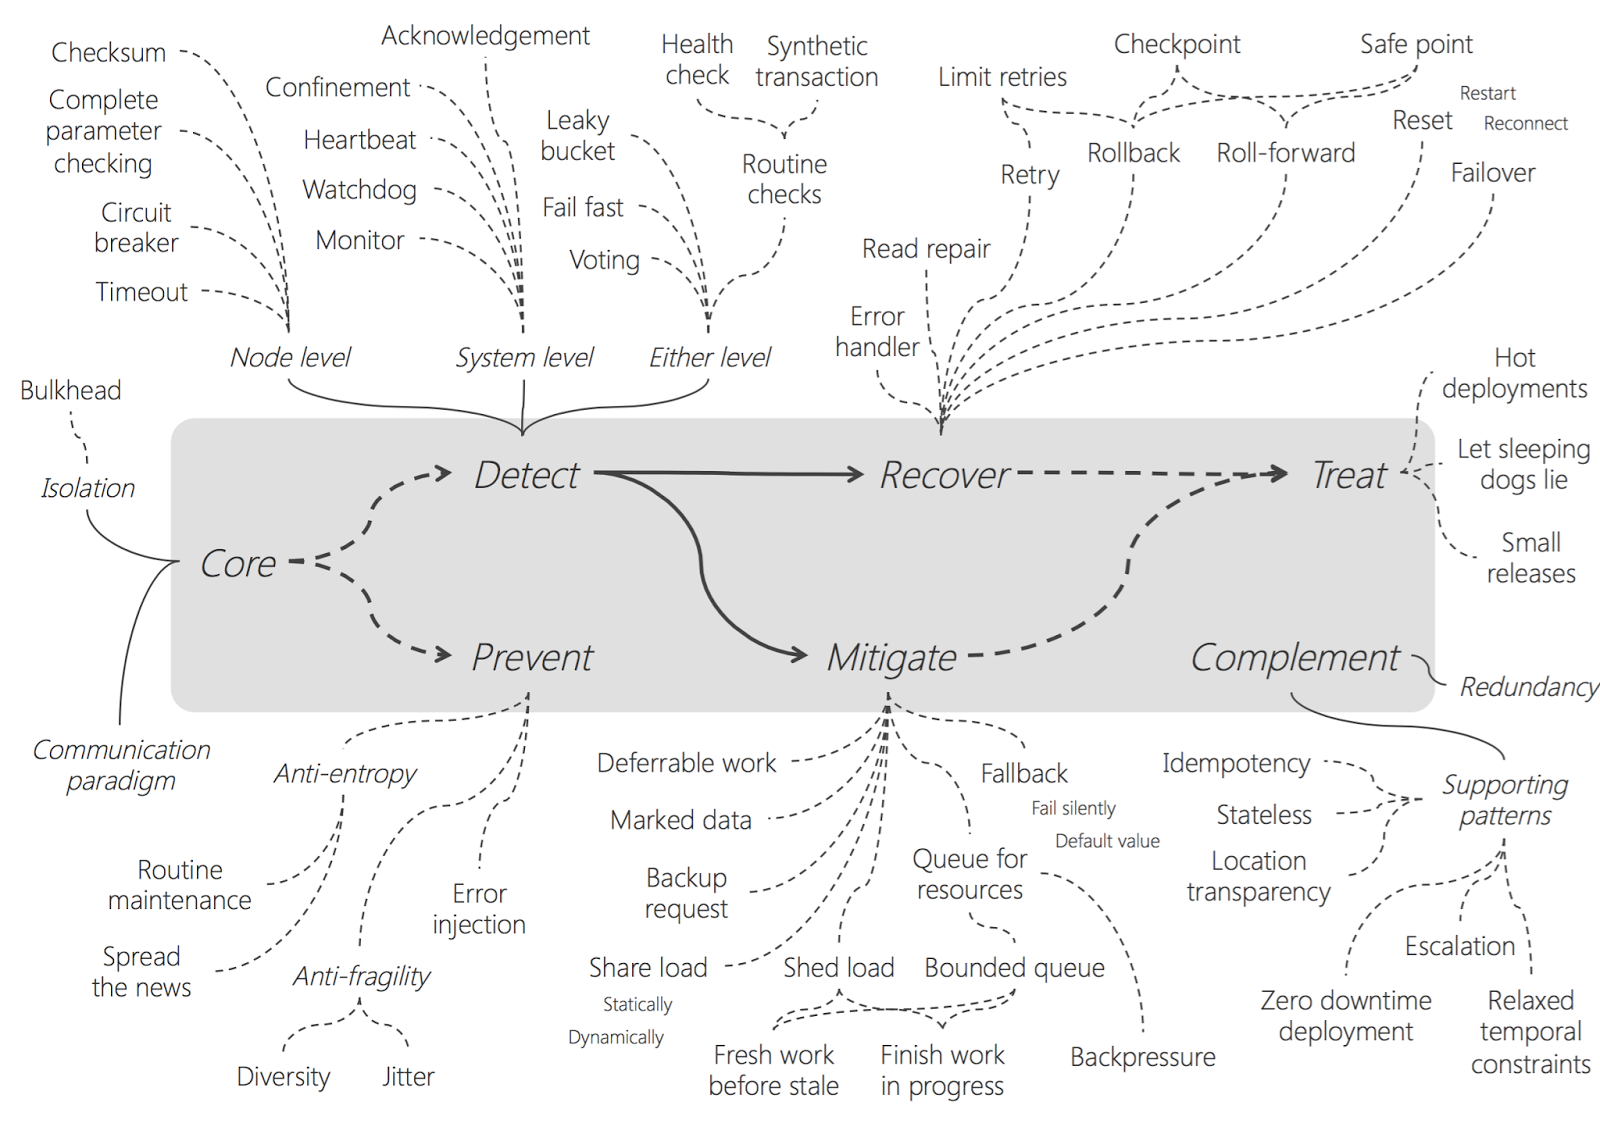 Checksum
Complete
parameter
checking
Circuit
breaker
Timeout
Node level
Acknowledgement
Confinement
Heartbeat
Watchdog
Monitor
System level
Leaky
bucket
Fail fast
Voting
Health
check
Synthetic
transaction
Routine
checks
Either level
Limit retries
Retry
Checkpoint
Safe point
Rollback
Roll-forward
Restart
Reset
Reconnect
Failover
Read repair
Error
handler
Bulkhead
Isolation
Core
Communication
paradigm
Detect
Recover
Treat
Hot
deployments
Let sleeping
dogs lie
Small
releases
Prevent
Mitigate
Complement
Redundancy
Anti-entropy
Routine
maintenance
Spread
the news
Anti-fragility
Diversity
Jitter
Error
injection
Deferrable work
Marked data
Backup
request
Share load
Statically
Dynamically
Shed load
Fallback
Fail silently
Default value
Queue for
resources
Bounded queue
Fresh work
before stale
Finish work
in progress
Backpressure
Idempotency
Stateless
Location
transparency
Supporting
patterns
Escalation
Zero downtime
deployment
Relaxed
temporal
constraints